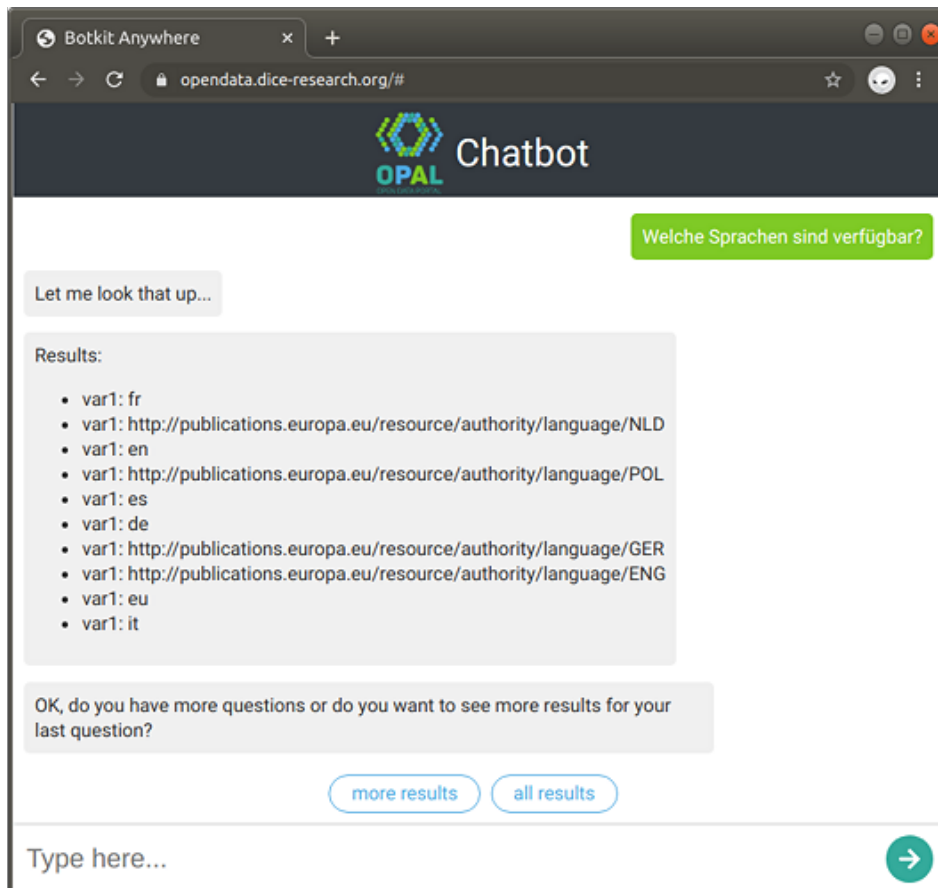 Botkit Anywhere
opendata.dice-research.org/#
OPAL
OPEN DATA PORTAL
Chatbot
Welche Sprachen sind verfügbar?
Let me look that up...
Results:
• var1: fr
• var1: http://publications.europa.eu/resource/authority/language/NLD
• var1: en
• var1: http://publications.europa.eu/resource/authority/language/POL
• var1: es
• var1: de
• var1: http://publications.europa.eu/resource/authority/language/GER
• var1: http://publications.europa.eu/resource/authority/language/ENG
• var1: eu
• var1: it
OK, do you have more questions or do you want to see more results for your
last question?
more results
all results
Type here...